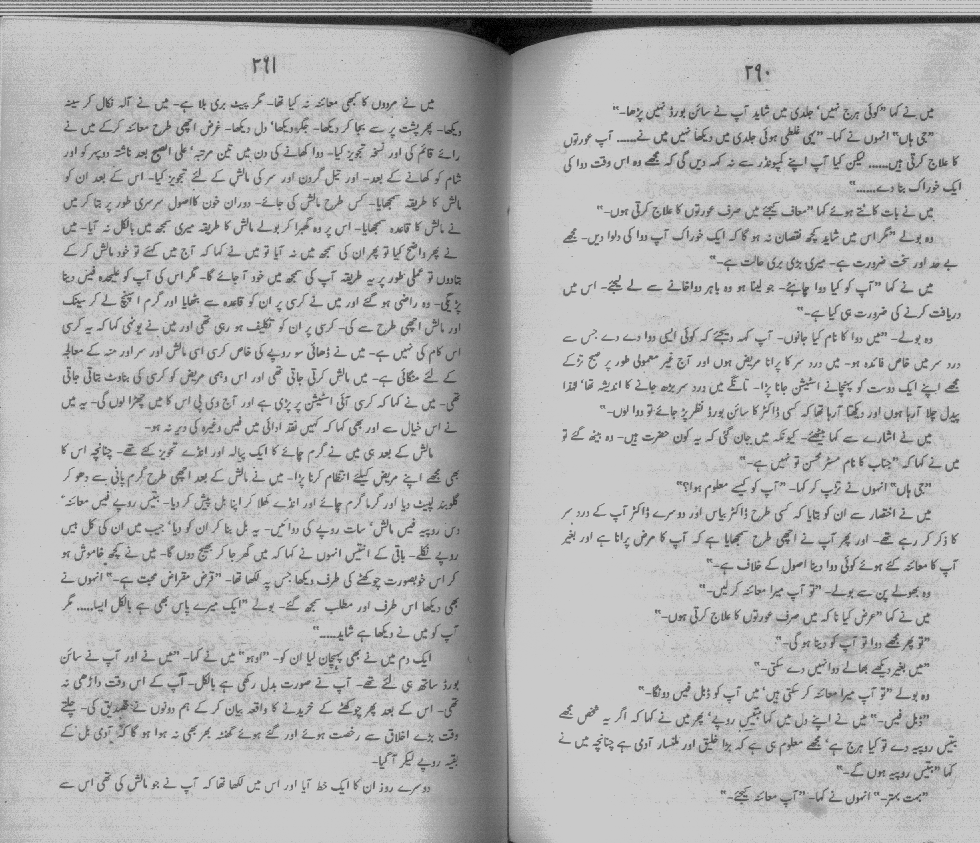 ۲۹۰
میں نے کہا "کوئی ہرج نہیں' جلدی میں شاید آپ نے سائن بورڈ نہیں پڑھا۔"
"جی ہاں" انہوں نے کہا۔ "یہی غلطی ہوئی جلدی میں دیکھا نہیں میں نے...... آپ عورتوں
کا علاج کرتی ہیں...... لیکن کیا آپ اپنے کمپونڈر سے نہ کہہ دیں گی کہ مجھے وہ اس وقت دوا کی
ایک خوراک بنا دے......"
میں نے بات کاٹتے ہوئے کہا "معاف کیجئے میں صرف عورتوں کا علاج کرتی ہوں۔"
وہ بولے "مگر اس میں شاید کچھ نقصان نہ ہو گا کہ ایک خوراک آپ دوا کی دلوا دیں۔ مجھے
بے حد اور سخت ضرورت ہے۔ میری بڑی بری حالت ہے۔"
میں نے کہا "آپ کو کیا دوا چاہئے۔ جو لینا ہو وہ باہر دواخانے سے لے لیجئے۔ اس میں
دریافت کرنے کی ضرورت ہی کیا ہے۔"
وہ بولے۔ "میں دوا کا نام کیا جانوں۔ آپ کہہ دیجئے کہ کوئی ایسی دوا دے دے جس سے
درد سر میں خاص فائدہ ہو۔ میں درد سر کا پرانا مریض ہوں اور آج غیر معمولی طور پر صبح تڑکے
مجھے اپنے ایک دوست کو پہنچانے اسٹیشن جانا پڑا۔ تانگے میں درد سر بڑھ جانے کا اندیشہ تھا' لہٰذا
پیدل چلا آ رہا ہوں اور دیکھتا آ رہا تھا کہ کسی ڈاکٹر کا سائن بورڈ نظر پڑ جائے تو دوا لوں۔"
میں نے اشارے سے کہا بیٹھئے۔ کیونکہ میں جان گئی کہ یہ کون حضرت ہیں۔ وہ بیٹھ گئے تو
میں نے کہا کہ "جناب کا نام مسٹر محسن تو نہیں ہے۔"
"جی ہاں" انہوں نے تڑپ کر کہا۔ "آپ کو کیسے معلوم ہوا؟"
میں نے اختصار سے ان کو بتایا کہ کس طرح ڈاکٹر بیاس اور دوسرے ڈاکٹر آپ کے درد سر
کا ذکر کر رہے تھے۔ اور پھر آپ نے اچھی طرح سمجھایا ہے کہ آپ کا مرض پرانا ہے اور بغیر
آپ کا معائنہ کئے ہوئے کوئی دوا دینا اصول کے خلاف ہے۔"
وہ بھولے پن سے بولے۔ "تو آپ میرا معائنہ کر لیں۔"
میں نے کہا "عرض کیا نا کہ میں صرف عورتوں کا علاج کرتی ہوں۔"
"تو پھر مجھے دوا تو آپ کو دینا ہو گی۔"
"میں بغیر دیکھے بھالے دوائیں دے سکتی۔"
وہ بولے "تو آپ میرا معائنہ کر سکتی ہیں' میں آپ کو ڈبل فیس دونگا۔"
"ڈبل فیس۔" میں نے اپنے دل میں کہا بتیس روپے' پھر میں نے کہا کہ اگر یہ شخص مجھے
بتیس روپیہ دے تو کیا ہرج ہے' مجھے معلوم ہی ہے کہ بڑا خلیق اور ملنسار آدمی ہے چنانچہ میں نے
کہا "بتیس روپیہ ہوں گے۔"
"بہت بہتر۔" انہوں نے کہا۔ "آپ معائنہ کیجئے۔"
۲۹۱
میں نے مردوں کا کبھی معائنہ نہ کیا تھا۔ مگر پیٹ بری بلا ہے۔ میں نے آلہ نکال کر سینہ
دیکھا۔ پھر پشت پر سے بجا کر دیکھا۔ جگر دیکھا' دل دیکھا۔ غرض اچھی طرح معائنہ کرکے میں نے
رائے قائم کی اور نسخہ تجویز کیا۔ دوا کھانے کی دن میں تین مرتبہ' علی الصبح بعد ناشتہ دوپہر کو اور
شام کو کھانے کے بعد۔ اور تیل گردن اور سر کی مالش کے لئے تجویز کیا۔ اس کے بعد ان کو
مالش کا طریقہ سمجھایا۔ کس طرح مالش کی جائے۔ دوران خون کا اصول سرسری طور پر بتا کر میں
نے مالش کا قاعدہ سمجھایا۔ اس پر وہ گھبرا کر بولے مالش کا طریقہ میری سمجھ میں بالکل نہ آیا۔ میں
نے پھر واضح کیا تو پھر ان کی سمجھ میں نہ آیا تو میں نے کہا کہ آج میں کہئے تو خود مالش کر کے
بتادوں تو عملی طور پر یہ طریقہ آپ کی سمجھ میں خود آ جائے گا۔ مگر اس کی آپ کو علیحدہ فیس دینا
پڑیگی۔ وہ راضی ہو گئے اور میں نے کرسی پر ان کو قاعدہ سے بٹھایا اور گرم اسپنج لے کر سینک
اور مالش اچھی طرح سے کی۔ کرسی پر ان کو تکلیف ہو رہی تھی اور میں نے یونہی کہا کہ یہ کرسی
اس کام کی نہیں ہے۔ میں نے ڈھائی سو روپے کی خاص کرسی اسی مالش اور سر اور منہ کے معالجہ
کے لئے منگائی ہے۔ میں مالش کرتی جاتی تھی اور اس وہمی مریض کو کرسی کی بناوٹ بتاتی جاتی
تھی۔ میں نے کہا کہ کرسی آئی اسٹیشن پر پڑی ہے اور آج وی پی اس کا میں چھڑا لوں گی۔ یہ میں
نے اس خیال سے اور بھی کہا کہ کہیں نقد ادائی میں فیس وغیرہ کی دیر نہ ہو۔
مالش کے بعد ہی میں نے گرم چائے کا ایک پیالہ اور انڈے تجویز کئے تھے۔ چنانچہ اس کا
بھی مجھے اپنے مریض کیلئے انتظام کرنا پڑا۔ میں نے مالش کے بعد اچھی طرح گرم پانی سے دھو کر
گلوبند لپیٹ دیا اور گرما گرم چائے اور انڈے کھلا کر اپنا بل پیش کر دیا۔ بتیس روپے فیس معائنہ'
دس روپیہ فیس مالش' سات روپے کی دوائیں۔ یہ بل بنا کر ان کو دیا' جیب میں ان کی کل بیس
روپے نکلے۔ باقی کے انتیس انہوں نے کہا کہ میں گھر جا کر بھیج دوں گا۔ میں نے کچھ خاموش ہو
کر اس خوبصورت چوکھٹے کی طرف دیکھا جس پہ لکھا تھا۔ "قرض مقراض محبت ہے۔" انہوں نے
بھی دیکھا اس طرف اور مطلب سمجھ گئے۔ بولے "ایک میرے پاس بھی ہے بالکل ایسا..... مگر
آپ کو میں نے دیکھا ہے شاید....."
ایک دم میں نے بھی پہچان لیا ان کو۔ "اوہو" میں نے کہا۔ "میں نے اور آپ نے سائن
بورڈ ساتھ ہی لئے تھے۔ آپ نے صورت بدل رکھی ہے بالکل۔ آپ کے اس وقت داڑھی نہ
تھی۔ اس کے بعد پھر چوکھٹے کے خریدنے کا واقعہ بیان کر کے ہم دونوں نے تصدیق کی۔ چلتے
وقت بڑے اخلاق سے رخصت ہوئے اور گئے ہوئے گھنٹہ بھر بھی نہ ہوا ہو گا کہ آدمی بل کے
بقیہ روپے لیکر آ گیا۔
دوسرے روز ان کا ایک خط آیا اور اس میں لکھا تھا کہ آپ نے جو مالش کی تھی اس سے